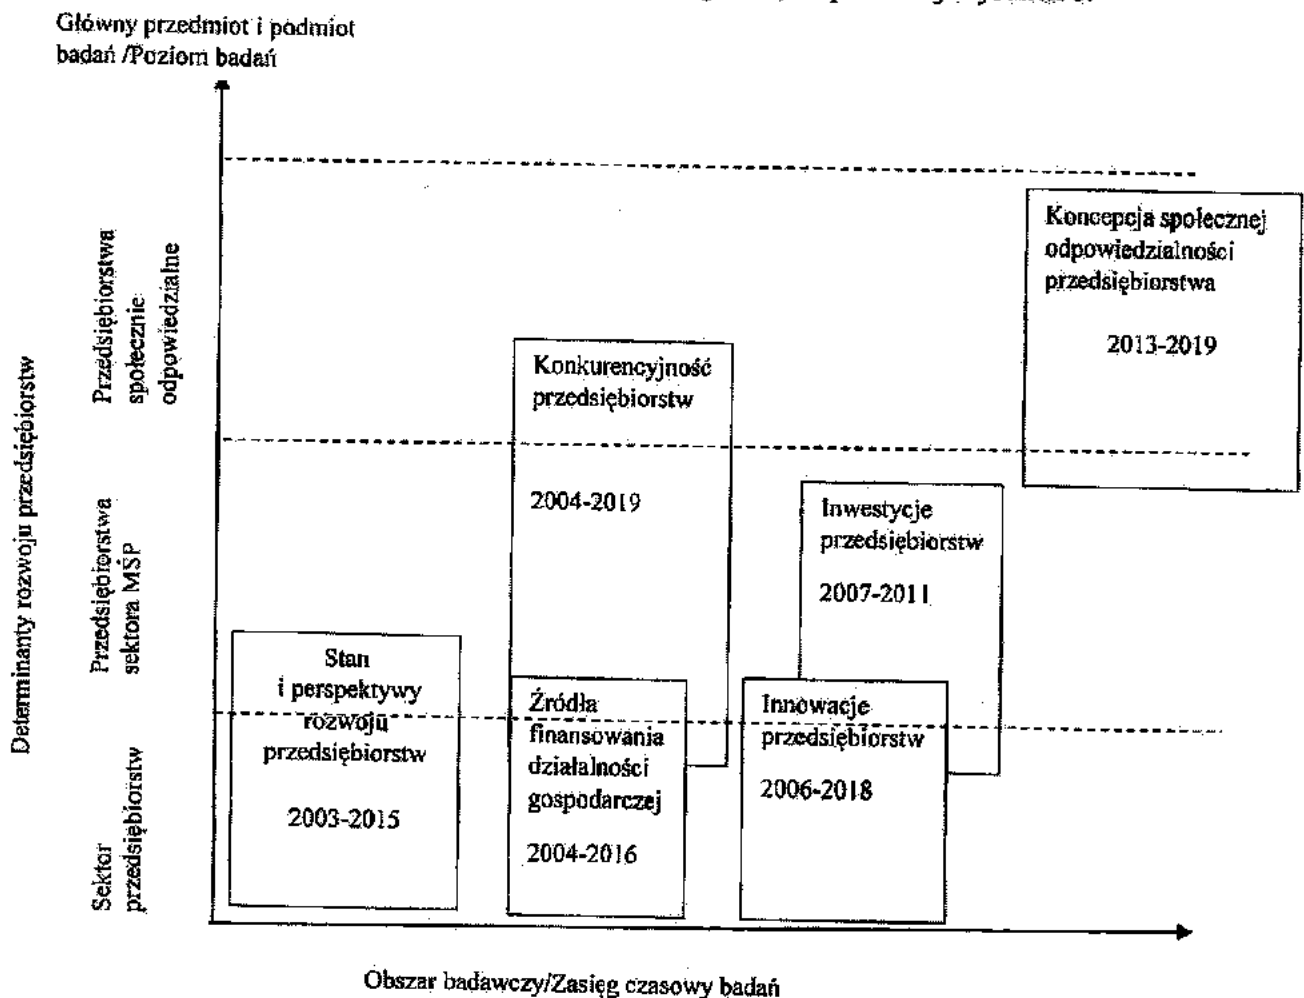 Główny przedmiot i podmiot
badań /Poziom badań
Determinanty rozwoju przedsiębiorstw
Przedsiębiorstwa
społecznie
odpowiedzialne
Przedsiębiorstwa
sektora MŚP
Sektor
przedsiębiorstw
Koncepcja społecznej
odpowiedzialności
przedsiębiorstwa
2013-2019
Konkurencyjność
przedsiębiorstw
2004-2019
Inwestycje
przedsiębiorstw
2007-2011
Stan
i perspektywy
rozwoju
przedsiębiorstw
2003-2015
Źródła
finansowania
działalności
gospodarczej
2004-2016
Innowacje
przedsiębiorstw
2006-2018
Obszar badawczy/Zasięg czasowy badań